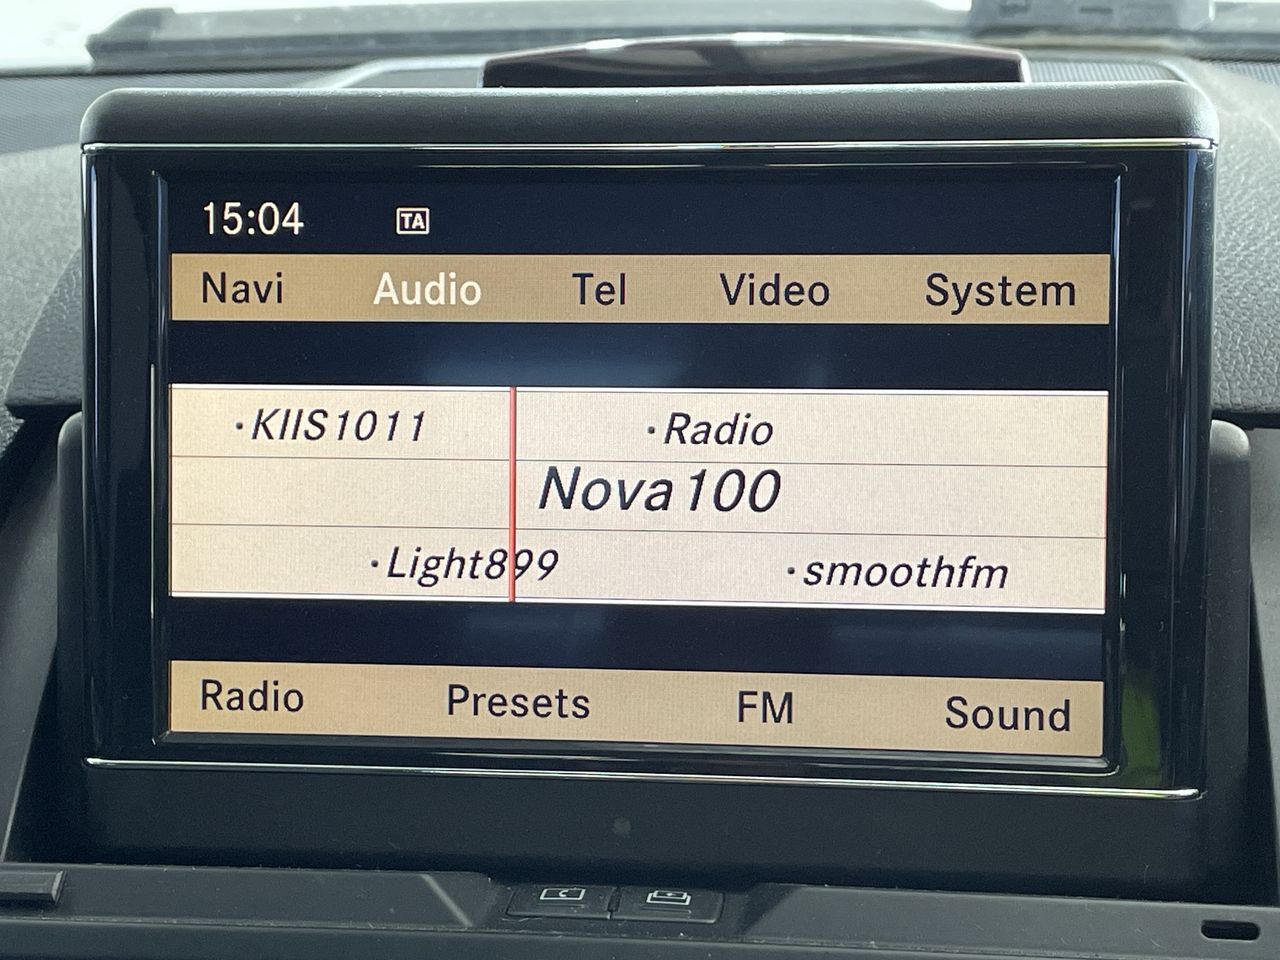 15:04 TA
Navi Audio Tel Video System
·KIIS1011 ·Radio
Nova100
·Light899 ·smoothfm
Radio Presets FM Sound